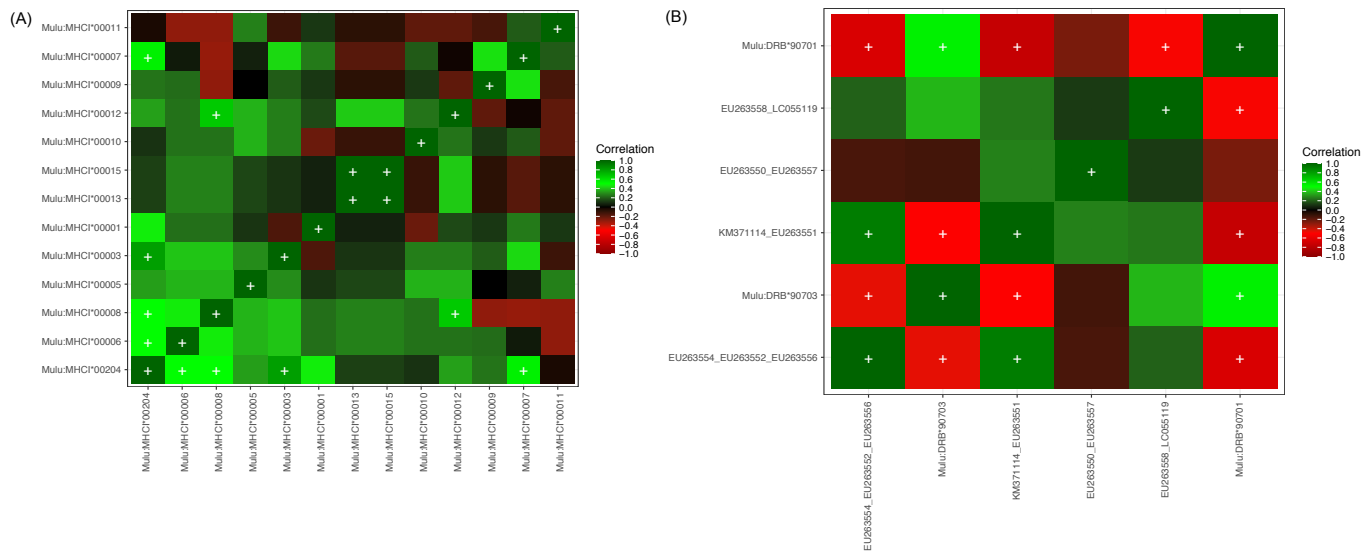 (A)
Mulu:MHCI*00011
Mulu:MHCI*00007
Mulu:MHCI*00009
Mulu:MHCI*00012
Mulu:MHCI*00010
Mulu:MHCI*00015
Mulu:MHCI*00013
Mulu:MHCI*00001
Mulu:MHCI*00003
Mulu:MHCI*00005
Mulu:MHCI*00008
Mulu:MHCI*00006
Mulu:MHCI*00204
Mulu:MHCI*00204
Mulu:MHCI*00006
Mulu:MHCI*00008
Mulu:MHCI*00005
Mulu:MHCI*00003
Mulu:MHCI*00001
Mulu:MHCI*00013
Mulu:MHCI*00015
Mulu:MHCI*00010
Mulu:MHCI*00012
Mulu:MHCI*00009
Mulu:MHCI*00007
Mulu:MHCI*00011
Correlation
1.0
0.8
0.6
0.4
0.2
0.0
−0.2
−0.4
−0.6
−0.8
−1.0
(B)
Mulu:DRB*90701
EU263558_LC055119
EU263550_EU263557
KM371114_EU263551
Mulu:DRB*90703
EU263554_EU263552_EU263556
EU263554_EU263552_EU263556
Mulu:DRB*90703
KM371114_EU263551
EU263550_EU263557
EU263558_LC055119
Mulu:DRB*90701
Correlation
1.0
0.8
0.6
0.4
0.2
0.0
−0.2
−0.4
−0.6
−0.8
−1.0